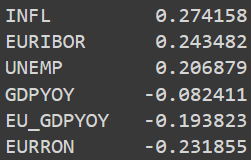 INFL 0.274158
EURIBOR 0.243482
UNEMP 0.206879
GDPYOY -0.082411
EU_GDPYOY -0.193823
EURRON -0.231855